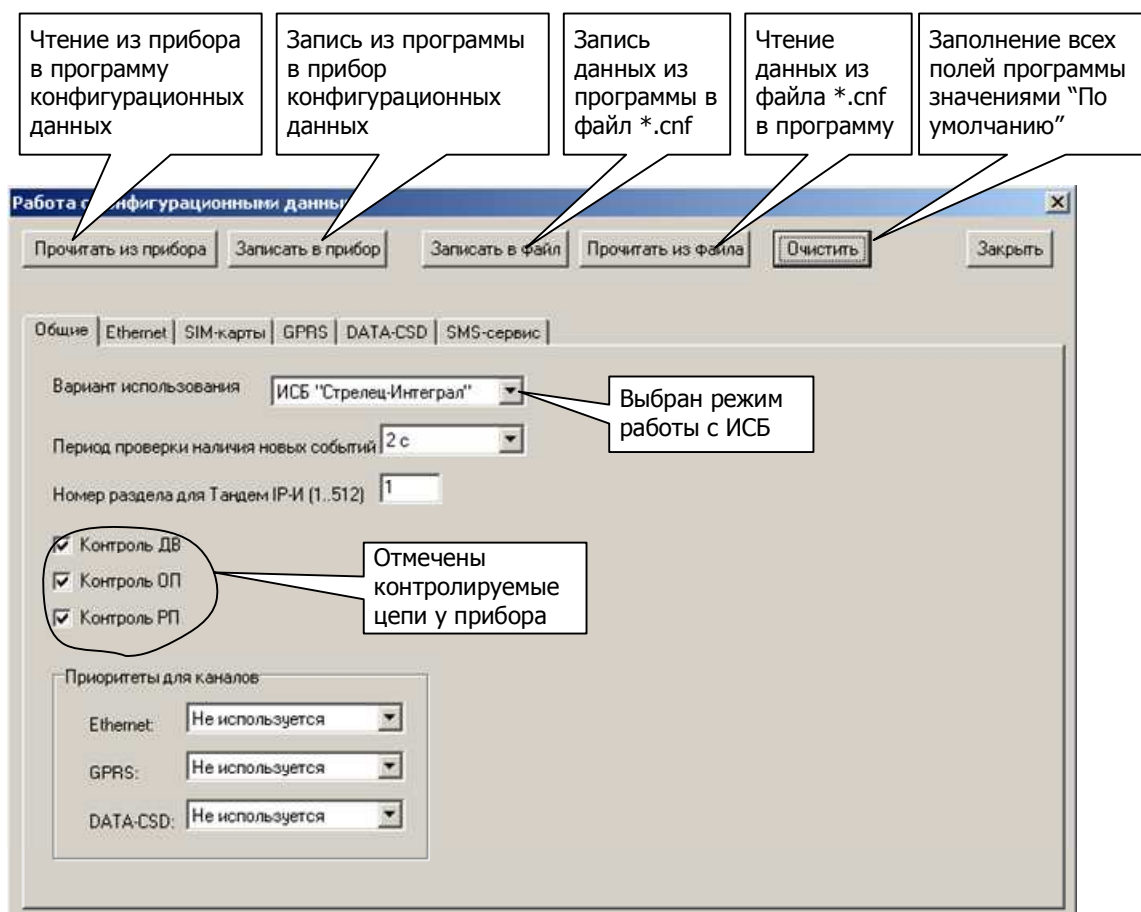 Чтение из прибора
в программу
конфигурационных
данных
Запись из программы
в прибор
конфигурационных
данных
Запись
данных из
программы в
файл *.cnf
Чтение
данных из
файла *.cnf
в программу
Заполнение всех
полей программы
значениями “По
умолчанию”
Работа с
Прочитать из прибора
Записать в прибор
Записать в файл
Прочитать из файла
Очистить
Закрыть
Общие
Ethernet
SIM-карты
GPRS
DATA-CSD
SMS-сервис
Вариант использования
ИСБ "Стрелец-Интеграл"
Выбран режим
работы с ИСБ
Период проверки наличия новых событий
2 с
Номер раздела для Тандем IP-И (1..512)
1
Контроль ДВ
Контроль ОП
Контроль РП
Отмечены
контролируемые
цепи у прибора
Приоритеты для каналов
Ethernet:
Не используется
GPRS:
Не используется
DATA-CSD:
Не используется